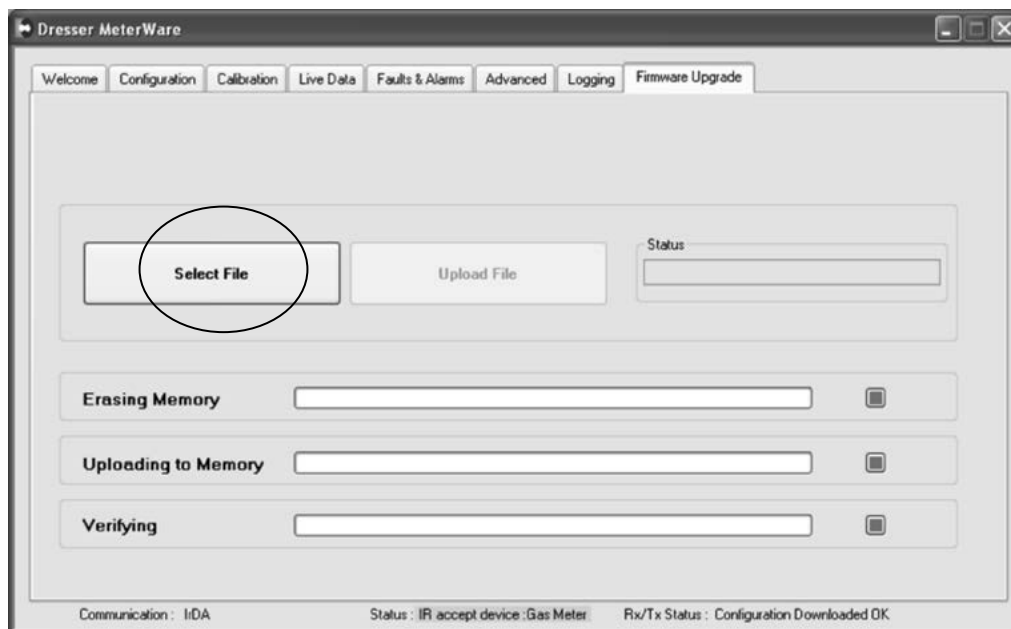 Dresser MeterWare
Welcome Configuration Calibration Live Data Faults & Alarms Advanced Logging Firmware Upgrade
Status
Select File Upload File
Erasing Memory
Uploading to Memory
Verifying
Communication : IrDA Status : IR accept device :Gas Meter Rx/Tx Status : Configuration Downloaded OK